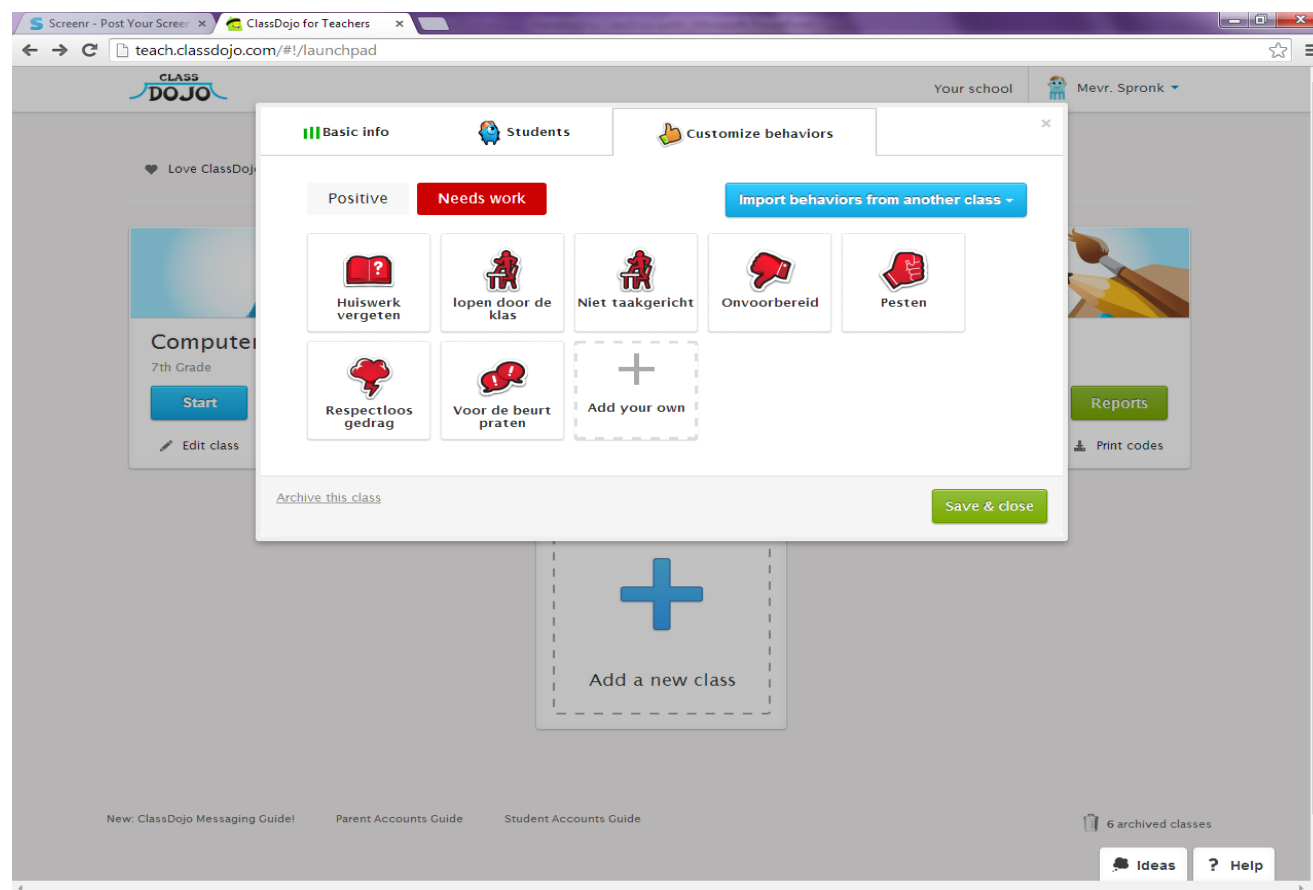 Screenr - Post Your Screer
ClassDojo for Teachers
teach.classdojo.com/#!/launchpad
CLASS
DOJO
Your school
Mevr. Spronk
Basic info
Students
Customize behaviors
Love ClassDoj
Positive
Needs work
Import behaviors from another class
Huiswerk
vergeten
lopen door de
klas
Niet taakgericht
Onvoorbereid
Pesten
Computer
7th Grade
Respectloos
gedrag
Voor de beurt
praten
Add your own
Start
Reports
Edit class
Print codes
Archive this class
Save & close
Add a new class
New: ClassDojo Messaging Guide!
Parent Accounts Guide
Student Accounts Guide
6 archived classes
Ideas
? Help